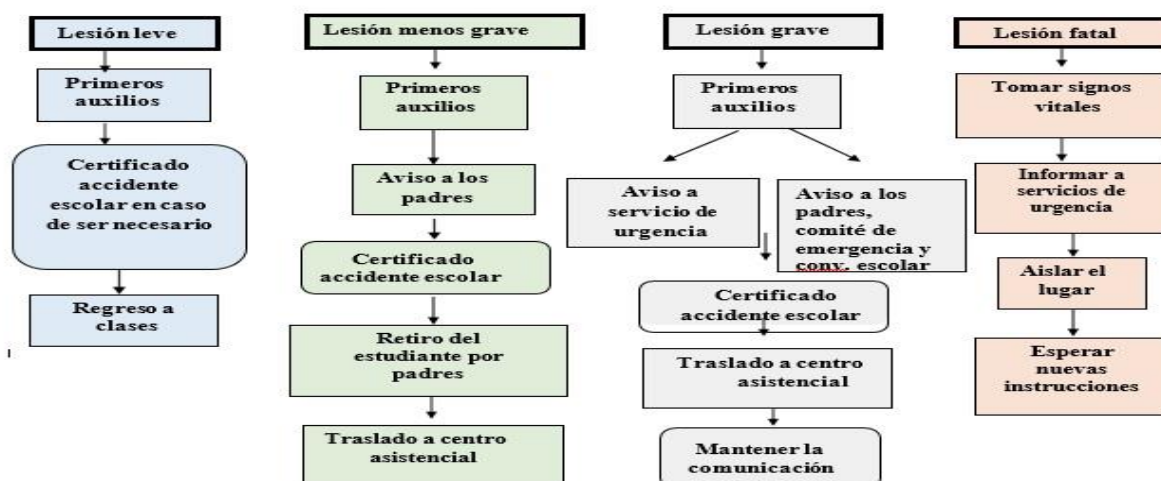 Lesión leve
Primeros
auxilios
Certificado
accidente
escolar en caso
de ser necesario
Regreso a
clases
Lesión menos grave
Primeros
auxilios
Aviso a los
padres
Certificado
accidente escolar
Retiro del
estudiante por
padres
Traslado a centro
asistencial
Lesión grave
Primeros
auxilios
Aviso a
servicio de
urgencia
Aviso a los
padres,
comité de
emergencia y
conv. escolar
Certificado
accidente escolar
Traslado a centro
asistencial
Mantener la
comunicación
Lesión fatal
Tomar signos
vitales
Informar a
servicios de
urgencia
Aislar el
lugar
Esperar
nuevas
instrucciones